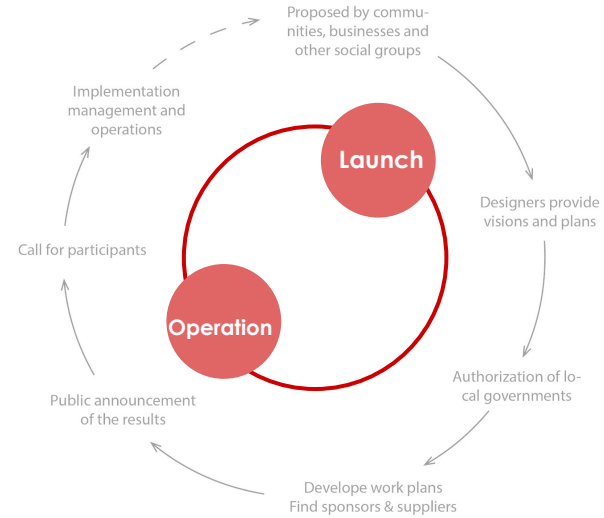 Proposed by commu-
nities, businesses and
other social groups
Implementation
management and
operations
Launch
Designers provide
visions and plans
Call for participants
Operation
Authorization of lo-
cal governments
Public announcement
of the results
Develope work plans
Find sponsors & suppliers